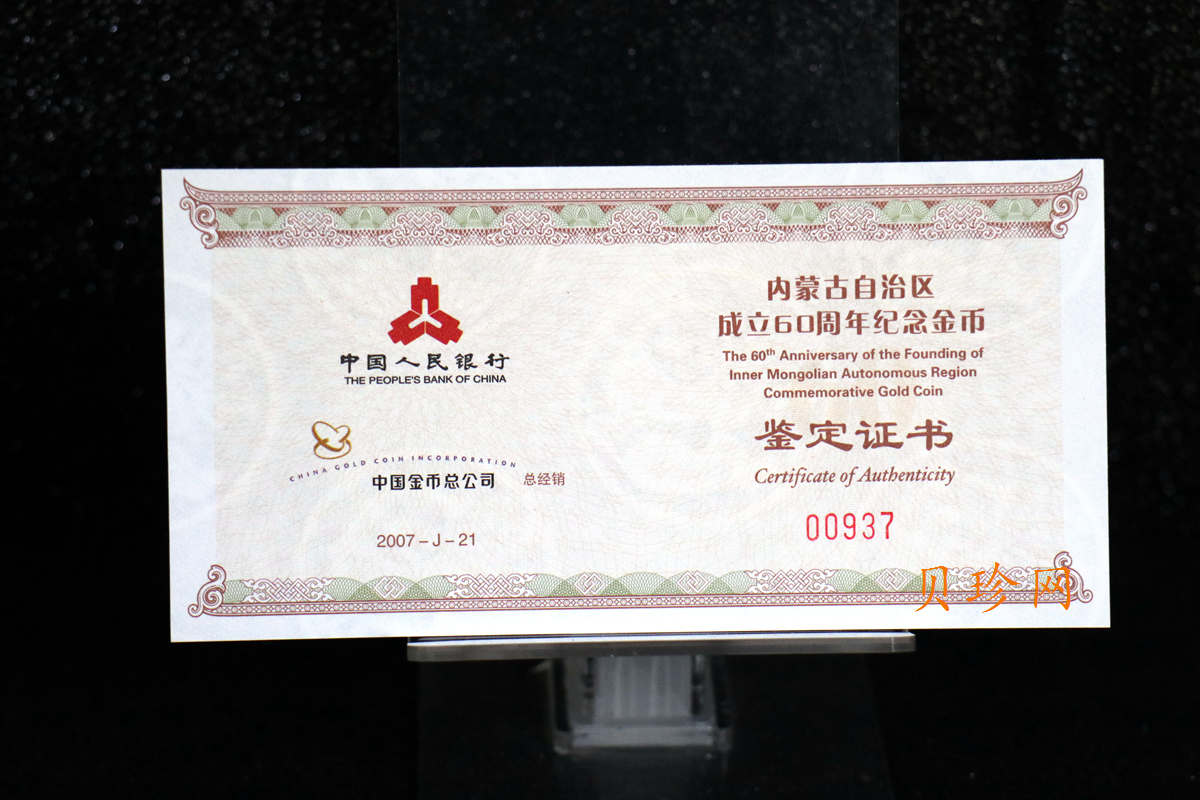 中国人民银行
THE PEOPLE'S BANK OF CHINA
CHINA GOLD COIN INCORPORATION
中国金币总公司 总经销
2007-J-21
内蒙古自治区
成立60周年纪念金币
The 60th Anniversary of the Founding of
Inner Mongolian Autonomous Region
Commemorative Gold Coin
鉴定证书
Certificate of Authenticity
00937
贝珍网